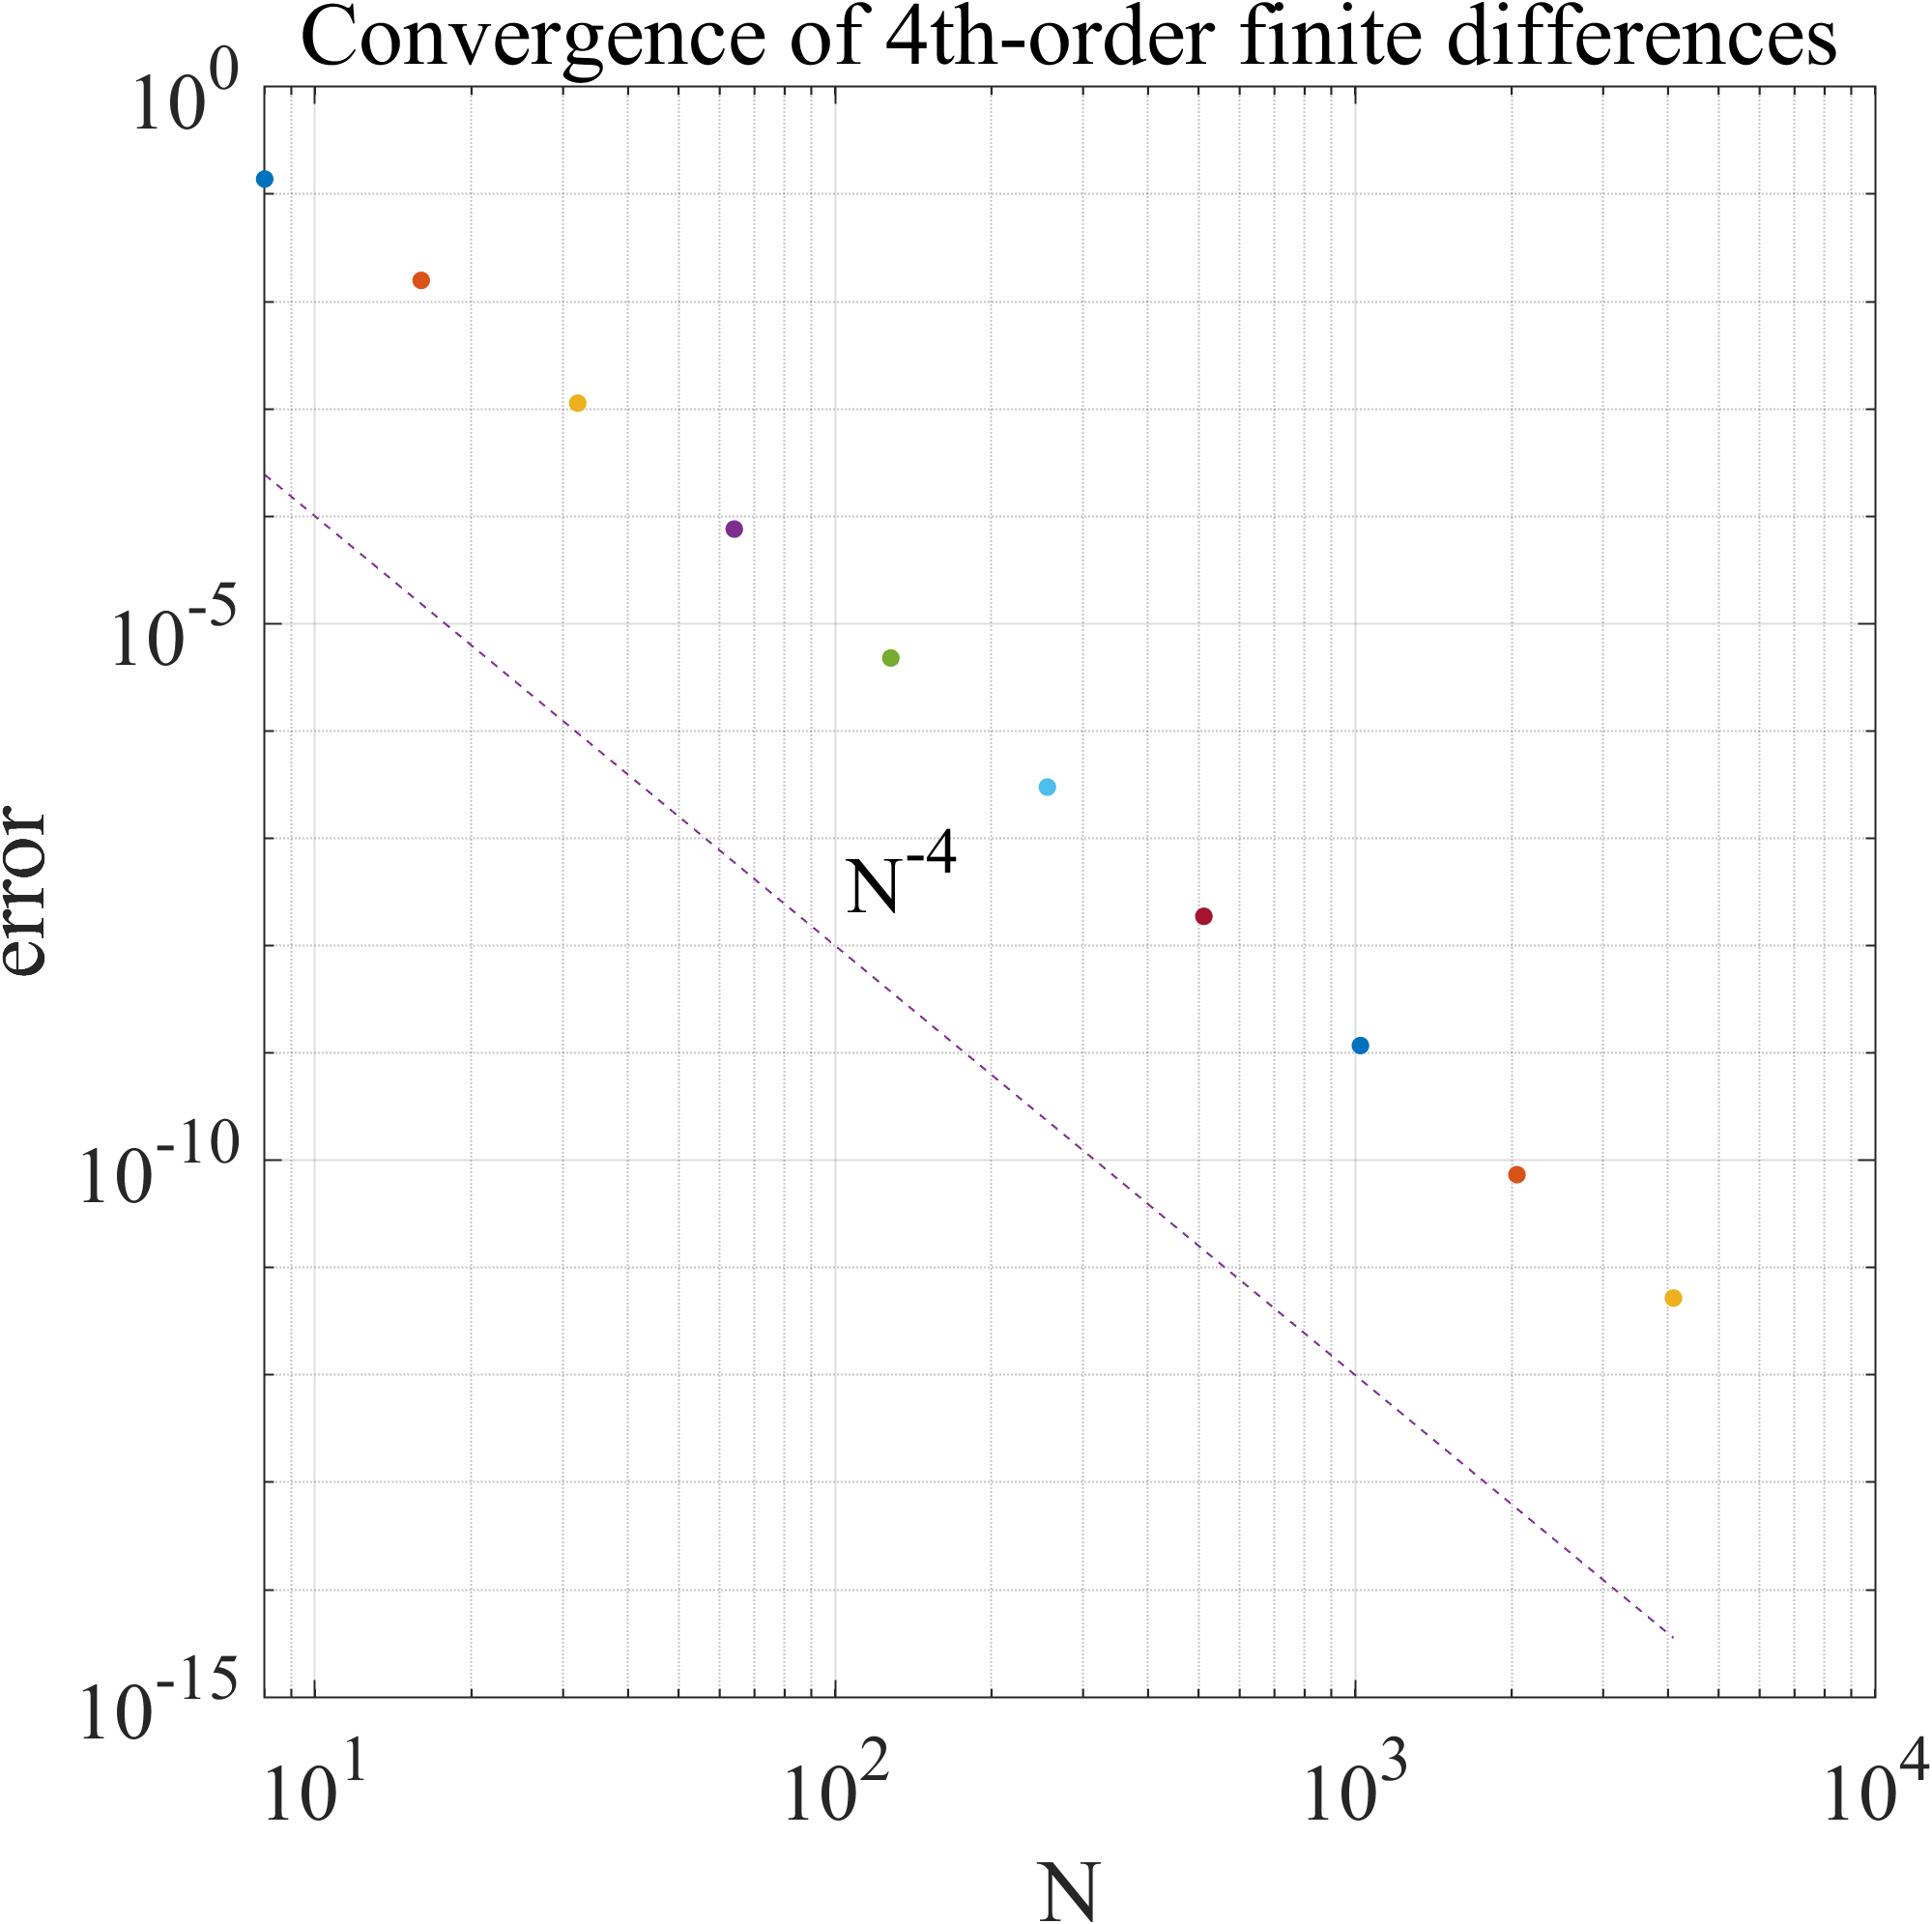 Convergence of 4th-order finite differences
10^0
10^-5
10^-10
10^-15
error
N^-4
10^1 10^2 10^3 10^4
N